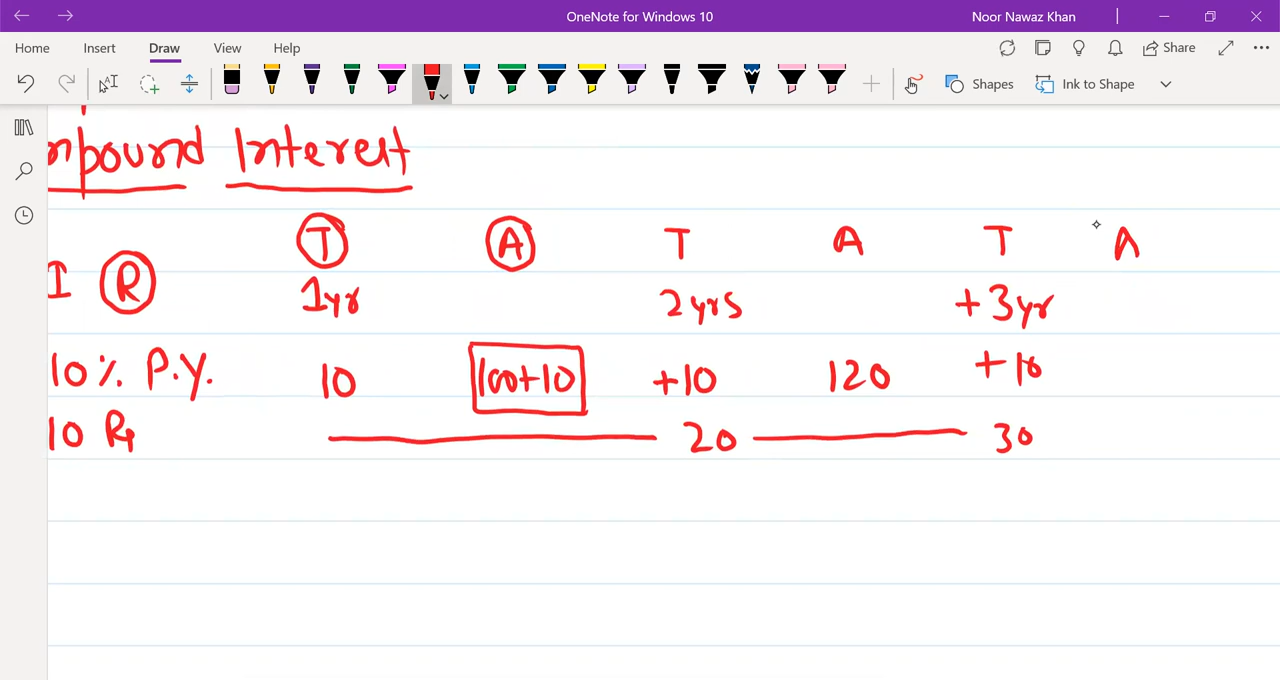 OneNote for Windows 10
Noor Nawaz Khan
Home Insert Draw View Help
Share
Shapes Ink to Shape
Interest
I R T A T A T A
1yr 2yrs +3yr
10% P.Y. 10 100+10 +10 120 +10
10 Rs 20 30